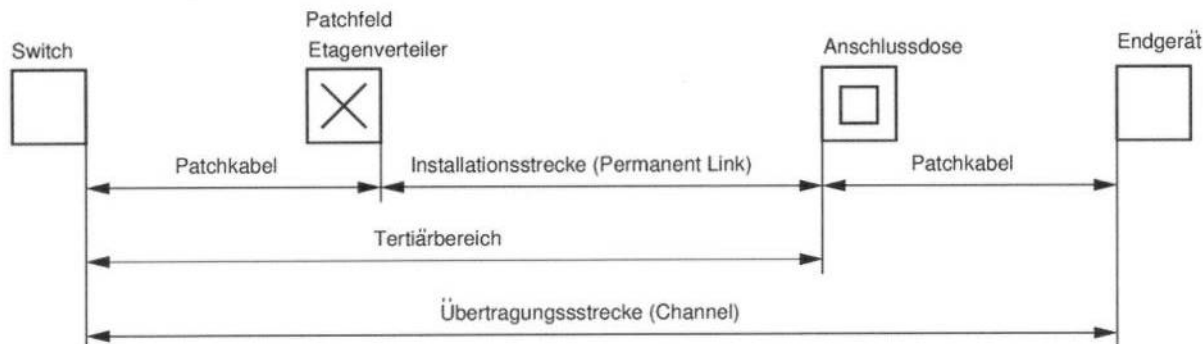 Patchfeld
Switch
Etagenverteiler
Anschlussdose
Endgerät
Patchkabel
Installationsstrecke (Permanent Link)
Patchkabel
Tertiärbereich
Übertragungssstrecke (Channel)